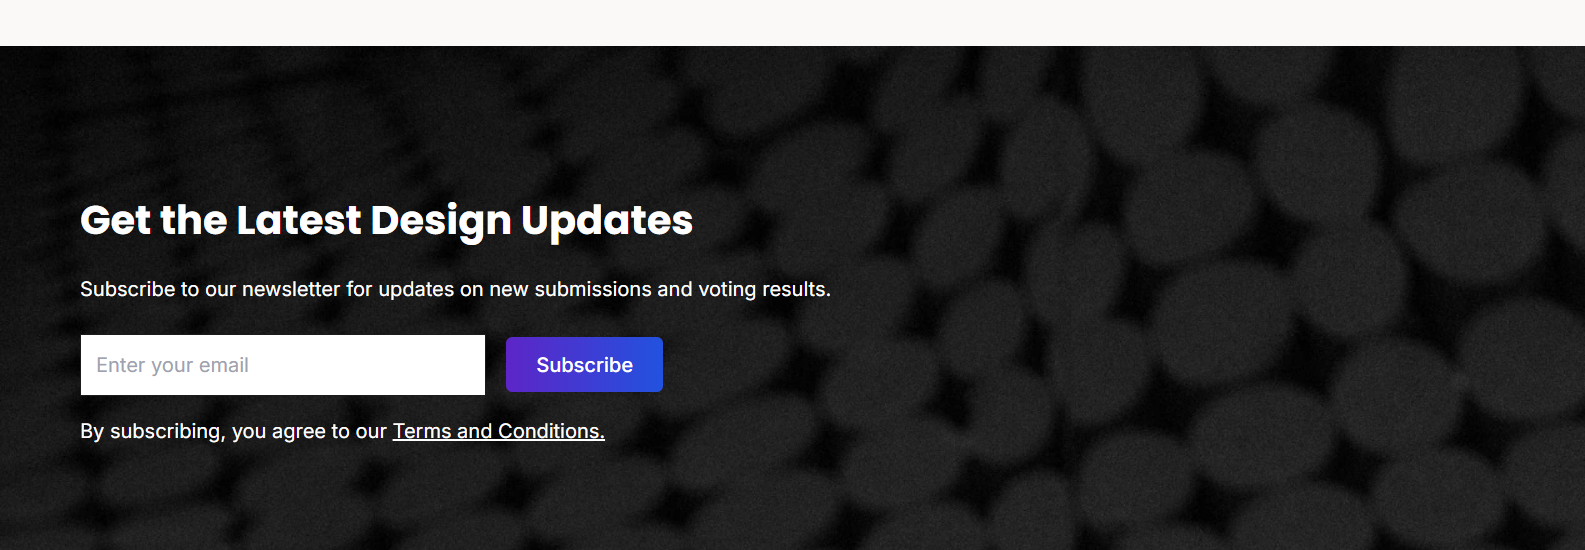 Get the Latest Design Updates
Subscribe to our newsletter for updates on new submissions and voting results.
Enter your email
Subscribe
By subscribing, you agree to our Terms and Conditions.